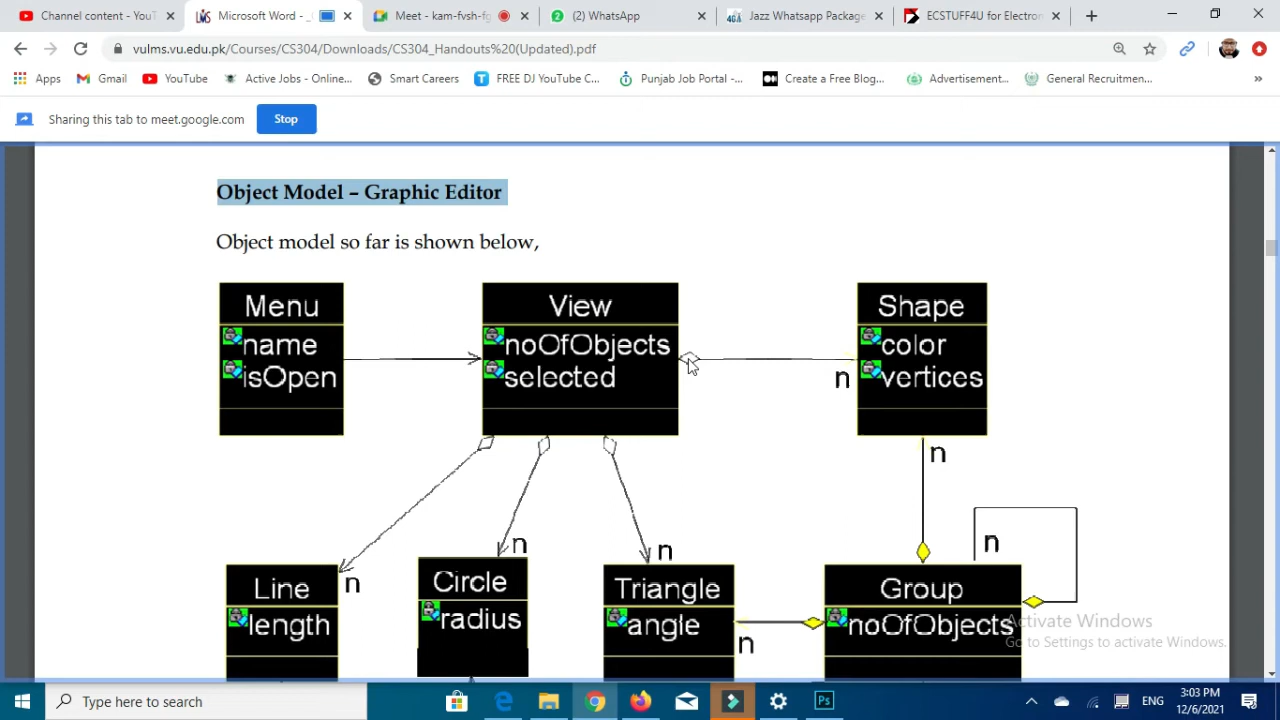 Channel content - YouT
Microsoft Word -
Meet - kam-fvsh-fg
(2) WhatsApp
Jazz Whatsapp Package
ECSTUFF4U for Electron
vulms.vu.edu.pk/Courses/CS304/Downloads/CS304_Handouts%20(Updated).pdf
Apps
Gmail
YouTube
Active Jobs - Online...
Smart Careers
FREE DJ YouTube C...
Punjab Job Portal -...
Create a Free Blog...
Advertisement...
General Recruitmen...
Sharing this tab to meet.google.com
Stop
Object Model – Graphic Editor
Object model so far is shown below,
Menu
name
isOpen
View
noOfObjects
selected
n
Shape
color
vertices
n
n
n
n
n
Line
length
Circle
radius
Triangle
angle
n
Group
noOfObjects
Activate Windows
Go to Settings to activate Windows.
Type here to search
ENG
3:03 PM
12/6/2021